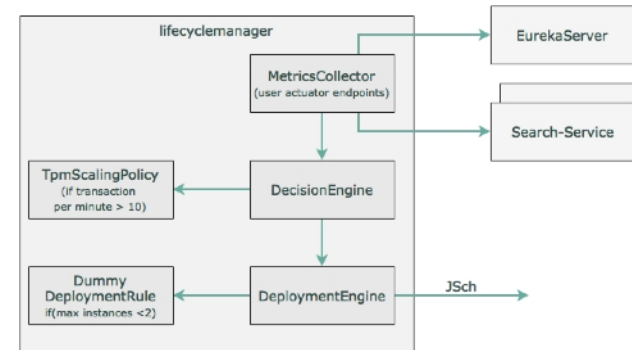 lifecyclemanager
EurekaServer
MetricsCollector
(user actuator endpoints)
Search-Service
TpmScalingPolicy
(if transaction
per minute > 10)
DecisionEngine
Dummy
DeploymentRule
if(max instances <2)
DeploymentEngine
JSch